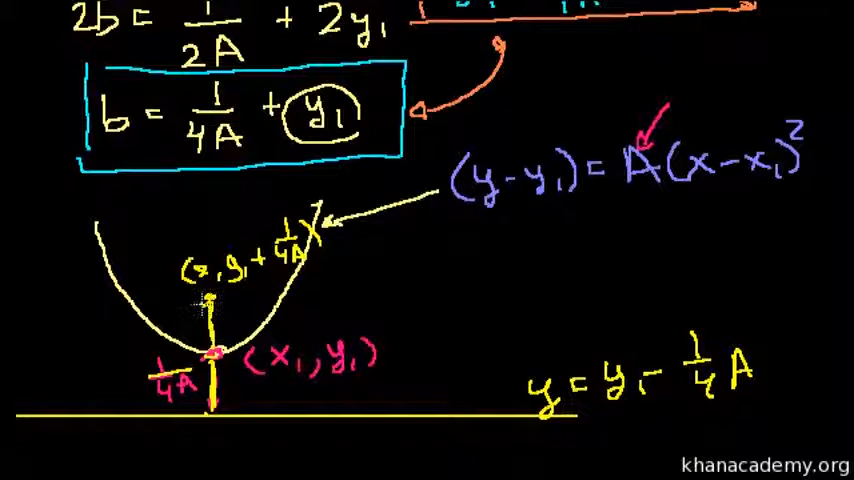 2b = 1/2A + 2y₁
b = 1/4A + y₁
(y - y₁) = A(x - x₁)²
(x, y₁ + 1/4A)
1/4A
(x₁, y₁)
y = y₁ - 1/4 A
khanacademy.org